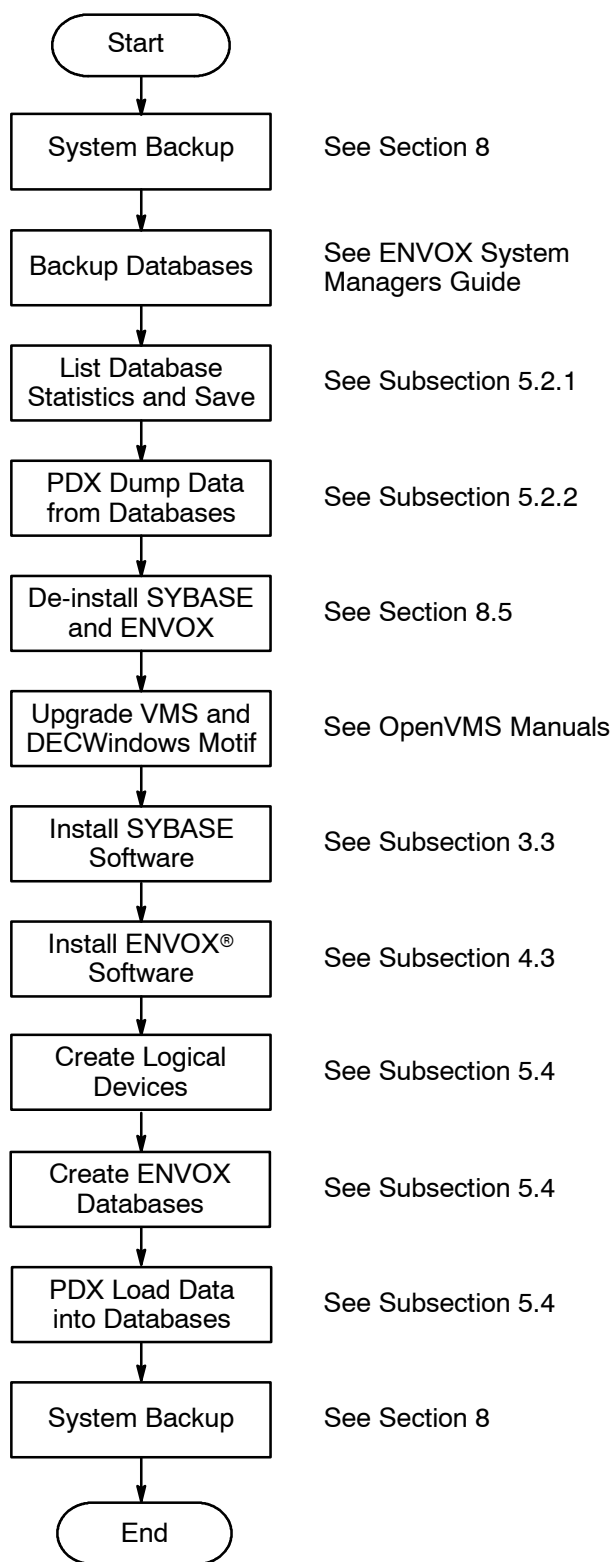 Start
System Backup
See Section 8
Backup Databases
See ENVOX System
Managers Guide
List Database
Statistics and Save
See Subsection 5.2.1
PDX Dump Data
from Databases
See Subsection 5.2.2
De-install SYBASE
and ENVOX
See Section 8.5
Upgrade VMS and
DECWindows Motif
See OpenVMS Manuals
Install SYBASE
Software
See Subsection 3.3
Install ENVOX®
Software
See Subsection 4.3
Create Logical
Devices
See Subsection 5.4
Create ENVOX
Databases
See Subsection 5.4
PDX Load Data
into Databases
See Subsection 5.4
System Backup
See Section 8
End